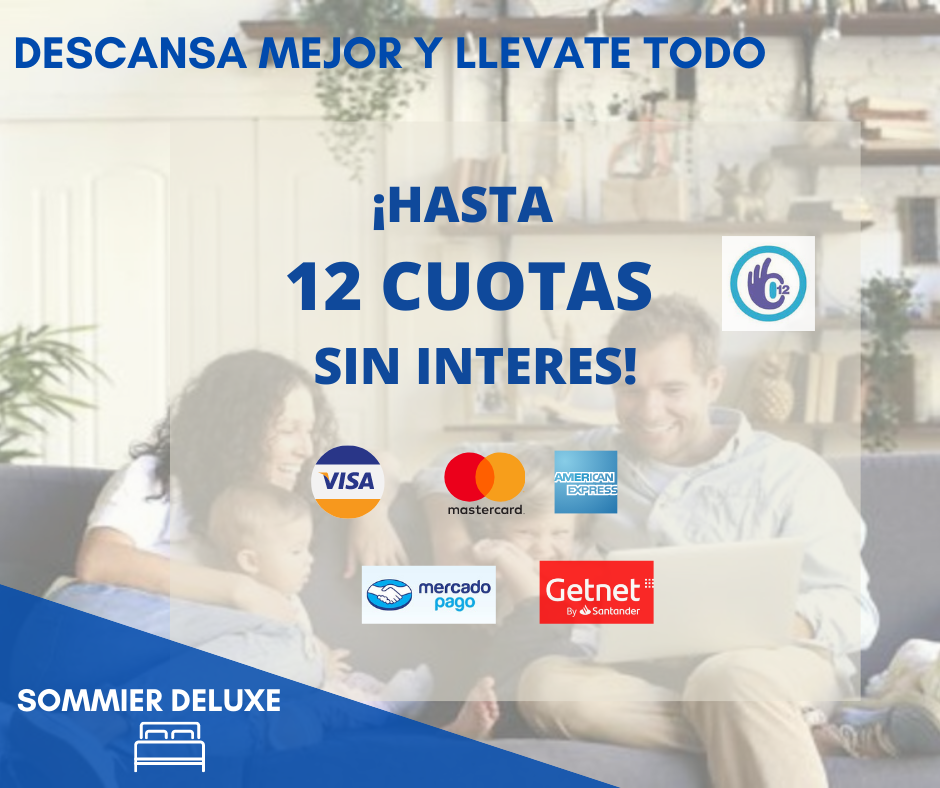 DESCANSA MEJOR Y LLEVATE TODO
¡HASTA
12 CUOTAS
SIN INTERES!
12
VISA
mastercard
AMERICAN
EXPRESS
mercado
pago
Getnet
By Santander
SOMMIER DELUXE